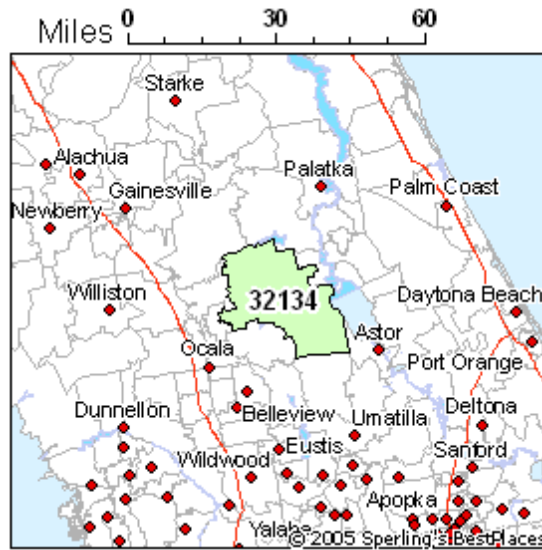 Miles 0 30 60
Starke
Alachua
Palatka
Gainesville
Palm Coast
Newberry
Williston
32134
Daytona Beach
Astor
Ocala
Port Orange
Dunnellon
Belleview
Umatilla
Deltona
Eustis
Wildwood
Sanford
Apopka
Yalaha
© 2005 Sperling's BestPlaces